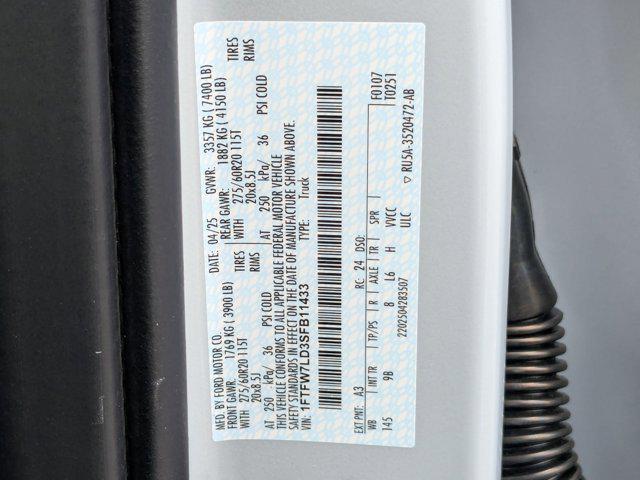 MFD. BY FORD MOTOR CO.
DATE: 04/25 GVWR: 3357 KG ( 7400 LB)
FRONT GAWR: 1769 KG ( 3900 LB) REAR GAWR: 1882 KG ( 4150 LB)
WITH 275/60R20 115T TIRES WITH 275/60R20 115T TIRES
20x8.5J RIMS 20x8.5J RIMS
AT 250 kPa/ 36 PSI COLD AT 250 kPa/ 36 PSI COLD
THIS VEHICLE CONFORMS TO ALL APPLICABLE FEDERAL MOTOR VEHICLE
SAFETY STANDARDS IN EFFECT ON THE DATE OF MANUFACTURE SHOWN ABOVE.
VIN: 1FTFW7LD3SFB11433 TYPE: Truck
F0107
T0251
EXT PNT: A3 RC: 24 DSO:
WB INT TR TP/PS R AXLE TR SPR
145 9B 8 L6 H VVCC
ULC
2202504283507 ▽ RU5A-3520472-AB